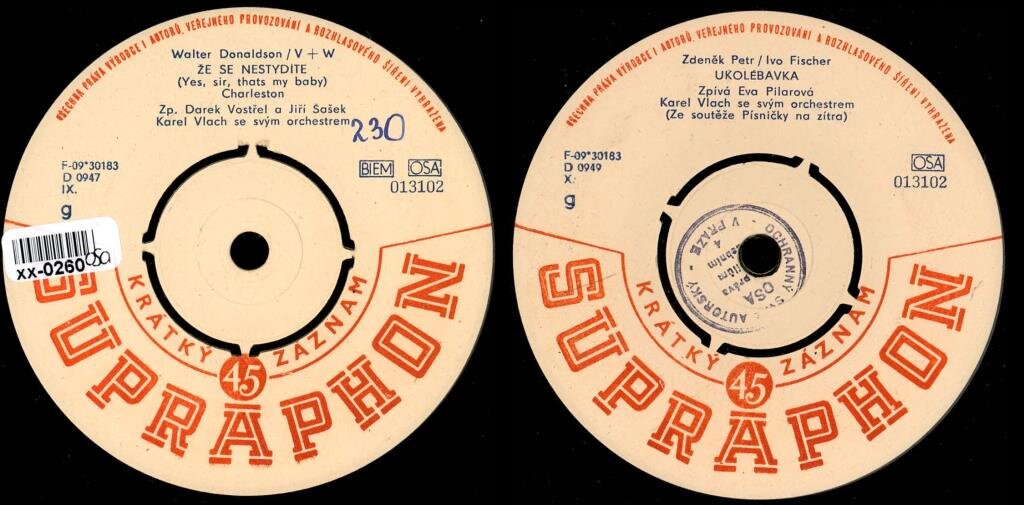 VŠECHNA PRÁVA VÝROBCE I AUTORŮ, VEŘEJNÉHO PROVOZOVÁNÍ A ROZHLASOVÉHO ŠÍŘENÍ VYHRAŽENA
Walter Donaldson / V + W
ŽE SE NESTYDÍTE
(Yes, sir, thats my baby)
Charleston
Zp. Darek Vostřel a Jiří Šašek
Karel Vlach se svým orchestrem
230
F-09*30183
D 0947
IX.
g
BIEM OSA
013102
xx-0260
OSA
KRÁTKÝ ZÁZNAM
45
SUPRAPHON
VŠECHNA PRÁVA VÝROBCE I AUTORŮ, VEŘEJNÉHO PROVOZOVÁNÍ A ROZHLASOVÉHO ŠÍŘENÍ VYHRAŽENA
Zdeněk Petr / Ivo Fischer
UKOLÉBAVKA
Zpívá Eva Pilarová
Karel Vlach se svým orchestrem
(Ze soutěže Písničky na zítra)
F-09*30183
D 0949
X.
g
OSA
013102
OCHRANNÝ
AUTORSKÝ
V PRAZE
OSA
KRÁTKÝ ZÁZNAM
45
SUPRAPHON